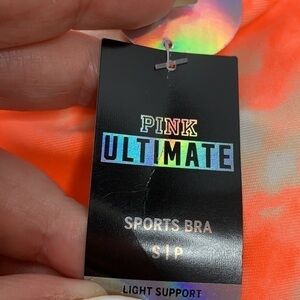 PINK
ULTIMATE
SPORTS BRA
S|P
LIGHT SUPPORT